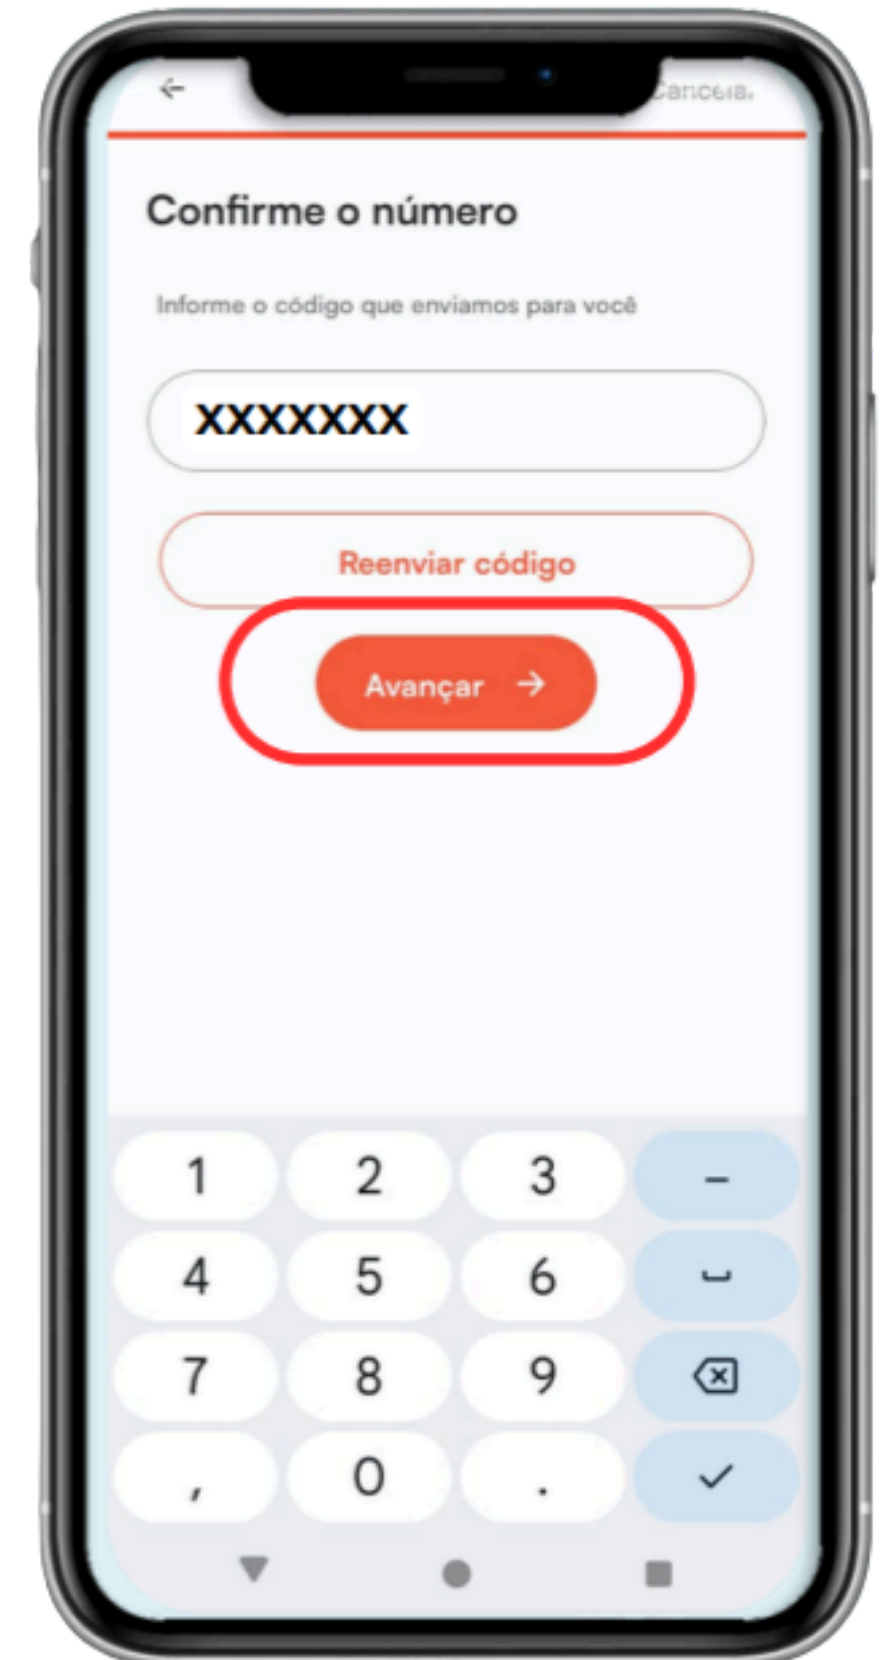 Cancelar
Confirme o número
Informe o código que enviamos para você
XXXXXXX
Reenviar código
Avançar →
1 2 3 -
4 5 6
7 8 9
, 0 .